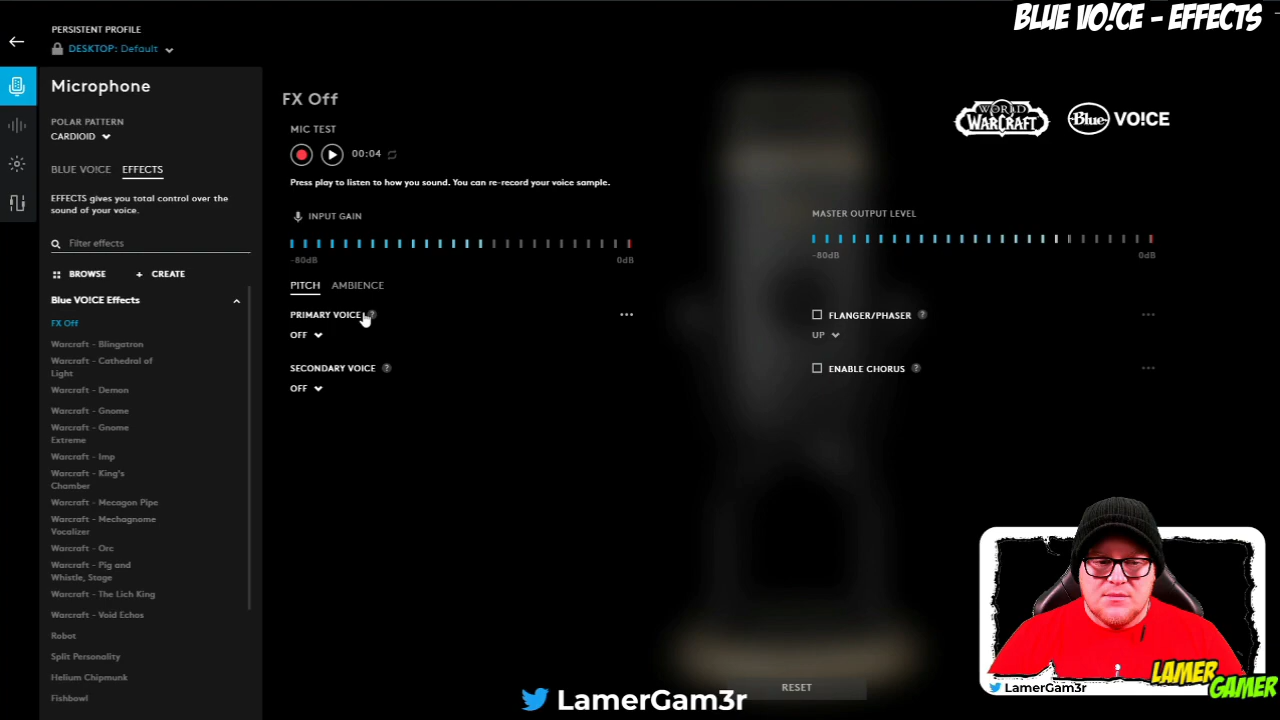 BLUE VO!CE - EFFECTS
PERSISTENT PROFILE
DESKTOP: Default
Microphone
POLAR PATTERN
CARDIOID
BLUE VO!CE EFFECTS
EFFECTS gives you total control over the
sound of your voice.
Filter effects
BROWSE + CREATE
Blue VO!CE Effects
FX Off
Warcraft - Blingatron
Warcraft - Cathedral of
Light
Warcraft - Demon
Warcraft - Gnome
Warcraft - Gnome
Extreme
Warcraft - Imp
Warcraft - King's
Chamber
Warcraft - Mecagon Pipe
Warcraft - Mechagnome
Vocalizer
Warcraft - Orc
Warcraft - Pig and
Whistle, Stage
Warcraft - The Lich King
Warcraft - Void Echos
Robot
Split Personality
Helium Chipmunk
Fishbowl
FX Off
MIC TEST
00:04
Press play to listen to how you sound. You can re-record your voice sample.
INPUT GAIN
-80dB 0dB
PITCH AMBIENCE
PRIMARY VOICE ? ...
OFF
SECONDARY VOICE ?
OFF
WORLD
OF
WARCRAFT
Blue VO!CE
MASTER OUTPUT LEVEL
-80dB 0dB
FLANGER/PHASER ? ...
UP
ENABLE CHORUS ? ...
RESET
LamerGam3r
LamerGam3r
LAMER
GAMER